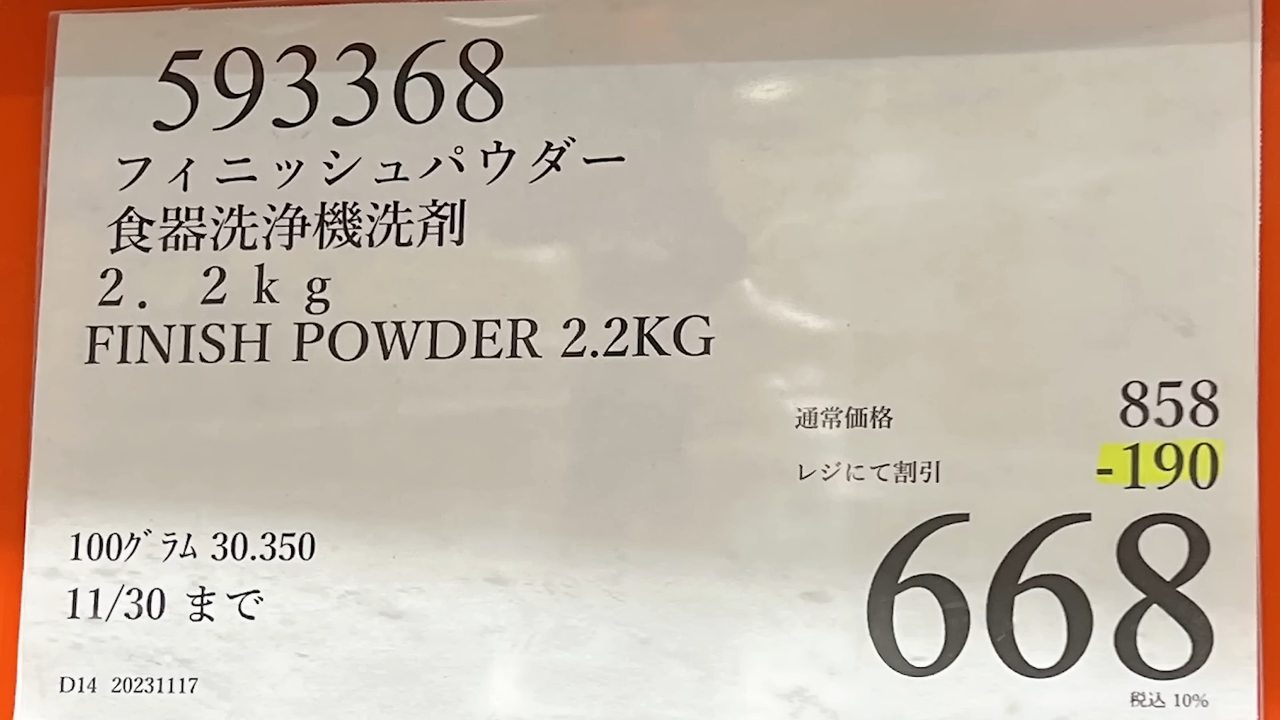 593368
フィニッシュパウダー
食器洗浄機洗剤
２．２ｋｇ
FINISH POWDER 2.2KG
通常価格 858
レジにて割引 -190
668
100ｸﾞﾗﾑ 30.350
11/30 まで
D14 20231117
税込 10%